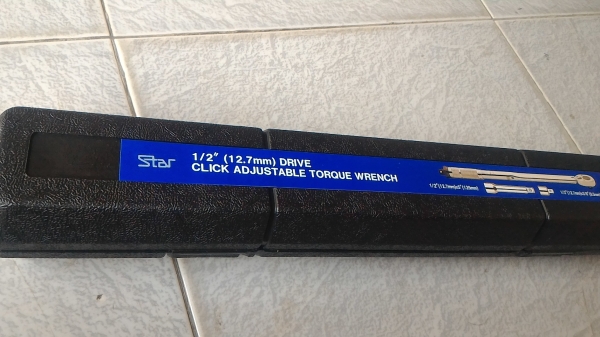 Star
1/2" (12.7mm) DRIVE
CLICK ADJUSTABLE TORQUE WRENCH